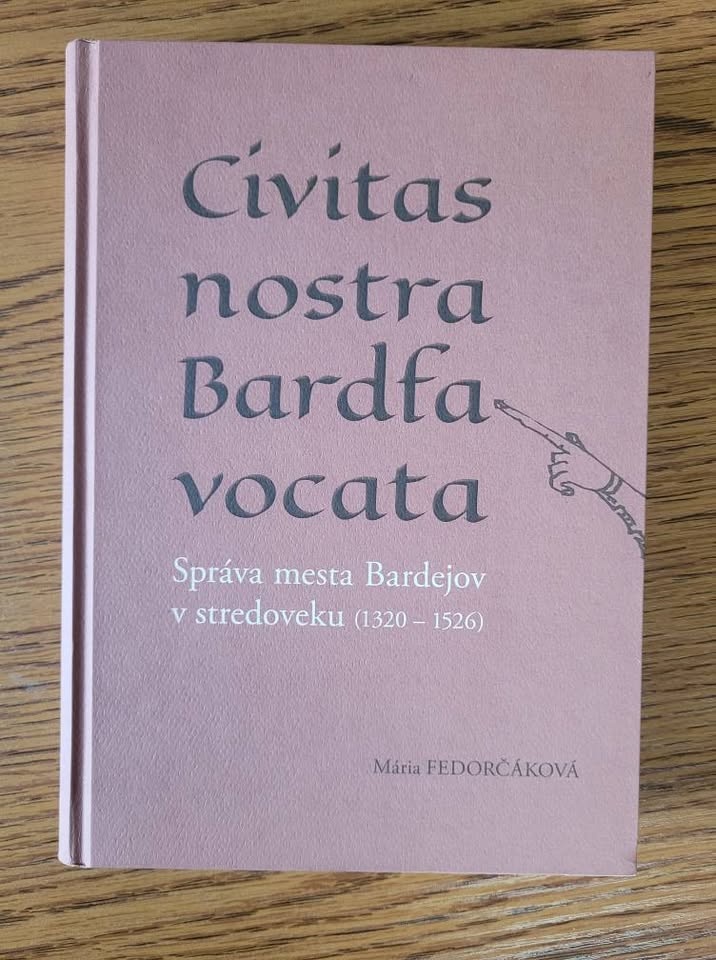 Civitas
nostra
Bardfa
vocata
Správa mesta Bardejov
v stredoveku (1320 – 1526)
Mária FEDORČÁKOVÁ